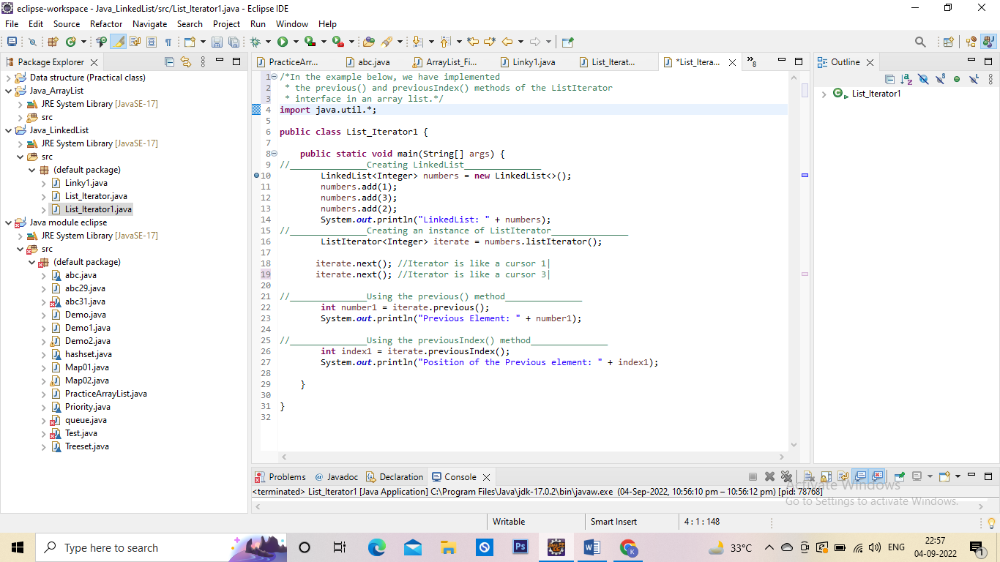 eclipse-workspace - Java_LinkedList/src/List_Iterator1.java - Eclipse IDE
File Edit Source Refactor Navigate Search Project Run Window Help
Package Explorer
Data structure (Practical class)
Java_ArrayList
JRE System Library [JavaSE-17]
src
Java_LinkedList
JRE System Library [JavaSE-17]
src
(default package)
Linky1.java
List_Iterator.java
List_Iterator1.java
Java module eclipse
JRE System Library [JavaSE-17]
src
(default package)
abc.java
abc29.java
abc31.java
Demo.java
Demo1.java
Demo2.java
hashset.java
Map01.java
Map02.java
PracticeArrayList.java
Priority.java
queue.java
Test.java
Treeset.java
PracticeArr... abc.java ArrayList_Fi... Linky1.java List_Iterat... *List_Itera... »8
1 /*In the example below, we have implemented
2 * the previous() and previousIndex() methods of the ListIterator
3 * interface in an array list.*/
4 import java.util.*;
5
6 public class List_Iterator1 {
7
8 public static void main(String[] args) {
9 //_______________Creating LinkedList_______________
10 LinkedList<Integer> numbers = new LinkedList<>();
11 numbers.add(1);
12 numbers.add(3);
13 numbers.add(2);
14 System.out.println("LinkedList: " + numbers);
15 //_______________Creating an instance of ListIterator_______________
16 ListIterator<Integer> iterate = numbers.listIterator();
17
18 iterate.next(); //Iterator is like a cursor 1|
19 iterate.next(); //Iterator is like a cursor 3|
20
21 //_______________Using the previous() method_______________
22 int number1 = iterate.previous();
23 System.out.println("Previous Element: " + number1);
24
25 //_______________Using the previousIndex() method_______________
26 int index1 = iterate.previousIndex();
27 System.out.println("Position of the Previous element: " + index1);
28
29 }
30
31 }
32
Outline
List_Iterator1
Problems @ Javadoc Declaration Console
<terminated> List_Iterator1 [Java Application] C:\Program Files\Java\jdk-17.0.2\bin\javaw.exe (04-Sep-2022, 10:56:10 pm – 10:56:12 pm) [pid: 78768]
Activate Windows
Go to Settings to activate Windows.
Writable Smart Insert 4 : 1 : 148
Type here to search
Ps
Java EE IDE
W
K
33°C
ENG
22:57
04-09-2022
1